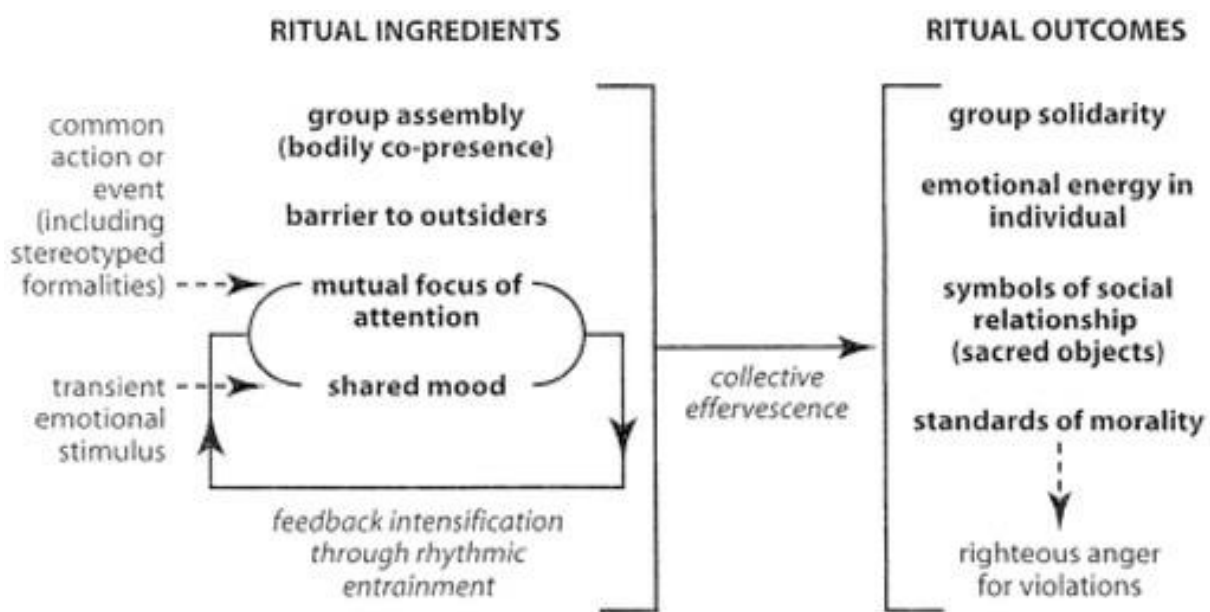 RITUAL INGREDIENTS
RITUAL OUTCOMES
common
action or
event
(including
stereotyped
formalities)
transient
emotional
stimulus
group assembly
(bodily co-presence)
barrier to outsiders
mutual focus of
attention
shared mood
feedback intensification
through rhythmic
entrainment
collective
effervescence
group solidarity
emotional energy in
individual
symbols of social
relationship
(sacred objects)
standards of morality
righteous anger
for violations